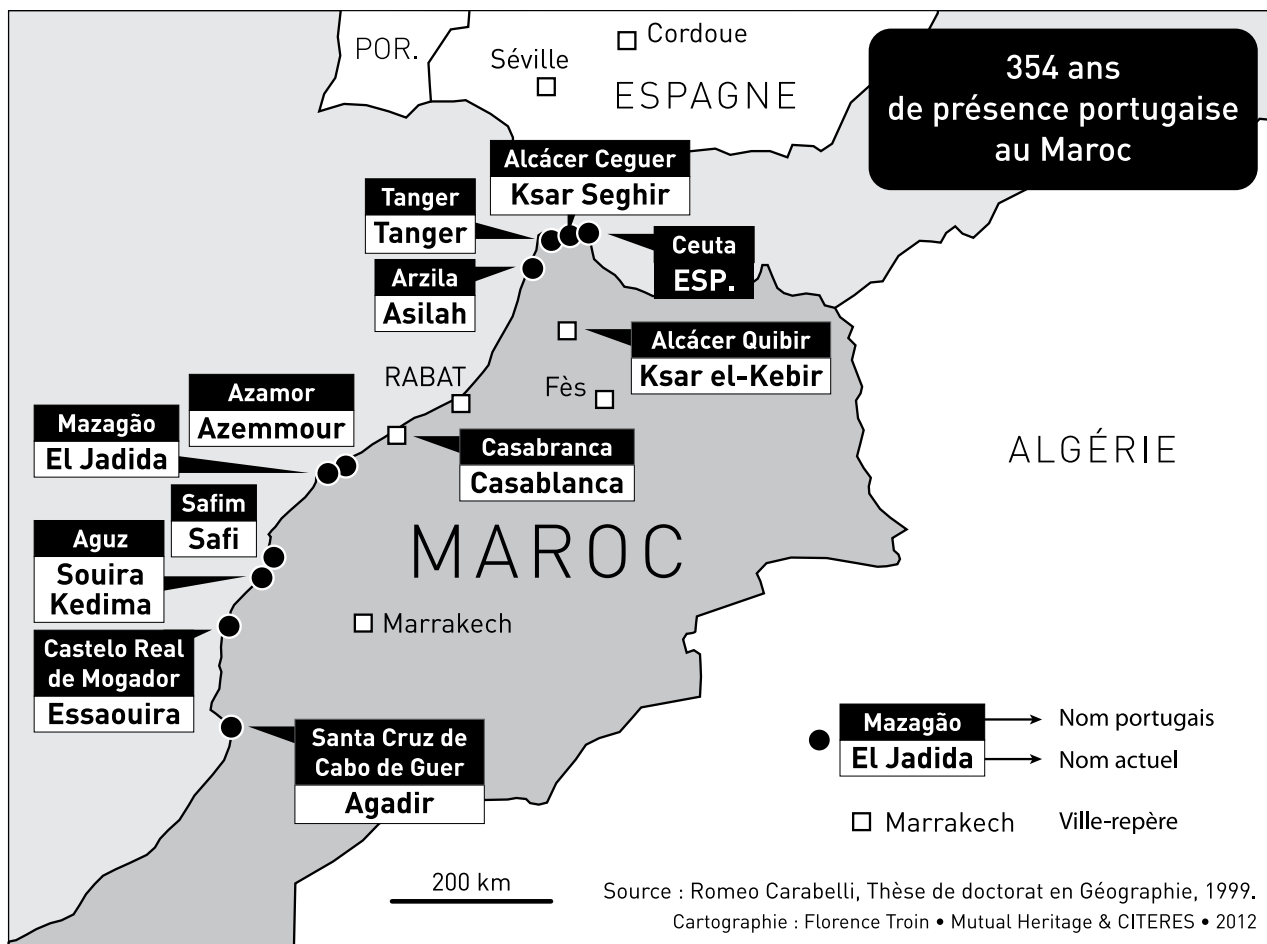 POR.
Cordoue
Séville
ESPAGNE
354 ans
de présence portugaise
au Maroc
Alcácer Ceguer
Ksar Seghir
Tanger
Tanger
Ceuta
ESP.
Arzila
Asilah
Alcácer Quibir
Ksar el-Kebir
RABAT
Fès
Azamor
Azemmour
Mazagão
El Jadida
Casabranca
Casablanca
ALGÉRIE
Safim
Safi
MAROC
Aguz
Souira
Kedima
Marrakech
Castelo Real
de Mogador
Essaouira
Santa Cruz de
Cabo de Guer
Agadir
Mazagão
Nom portugais
El Jadida
Nom actuel
Marrakech
Ville-repère
200 km
Source : Romeo Carabelli, Thèse de doctorat en Géographie, 1999.
Cartographie : Florence Troin • Mutual Heritage & CITERES • 2012